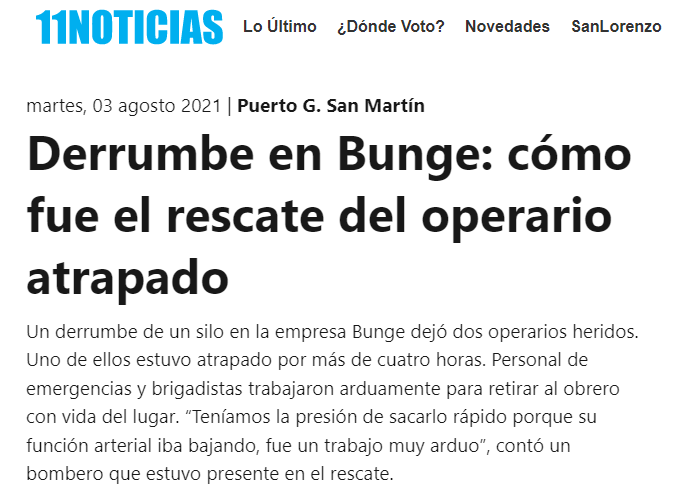 11NOTICIAS Lo Último ¿Dónde Voto? Novedades SanLorenzo
martes, 03 agosto 2021 | Puerto G. San Martín
Derrumbe en Bunge: cómo
fue el rescate del operario
atrapado
Un derrumbe de un silo en la empresa Bunge dejó dos operarios heridos.
Uno de ellos estuvo atrapado por más de cuatro horas. Personal de
emergencias y brigadistas trabajaron arduamente para retirar al obrero
con vida del lugar. “Teníamos la presión de sacarlo rápido porque su
función arterial iba bajando, fue un trabajo muy arduo”, contó un
bombero que estuvo presente en el rescate.